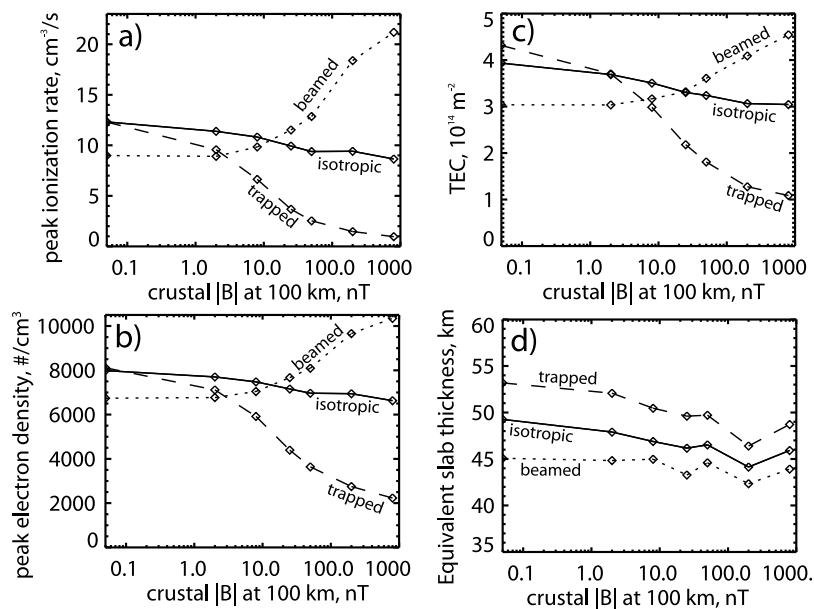 a)
peak ionization rate, cm⁻³/s
20
15
10
5
0
beamed
isotropic
trapped
0.1 1.0 10.0 100.0 1000
crustal |B| at 100 km, nT
c)
TEC, 10¹⁴ m⁻²
5
4
3
2
1
0
beamed
isotropic
trapped
0.1 1.0 10.0 100.0 1000
crustal |B| at 100 km, nT
b)
peak electron density, #/cm³
10000
8000
6000
4000
2000
0
beamed
isotropic
trapped
0.1 1.0 10.0 100.0 1000
crustal |B| at 100 km, nT
d)
Equivalent slab thickness, km
60
55
50
45
40
35
trapped
isotropic
beamed
0.1 1.0 10.0 100.0 1000.
crustal |B| at 100 km, nT